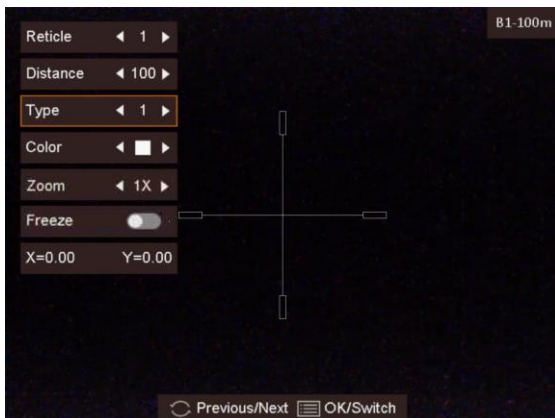 B1-100m
Reticle 1
Distance 100
Type 1
Color
Zoom 1X
Freeze
X=0.00 Y=0.00
Previous/Next OK/Switch